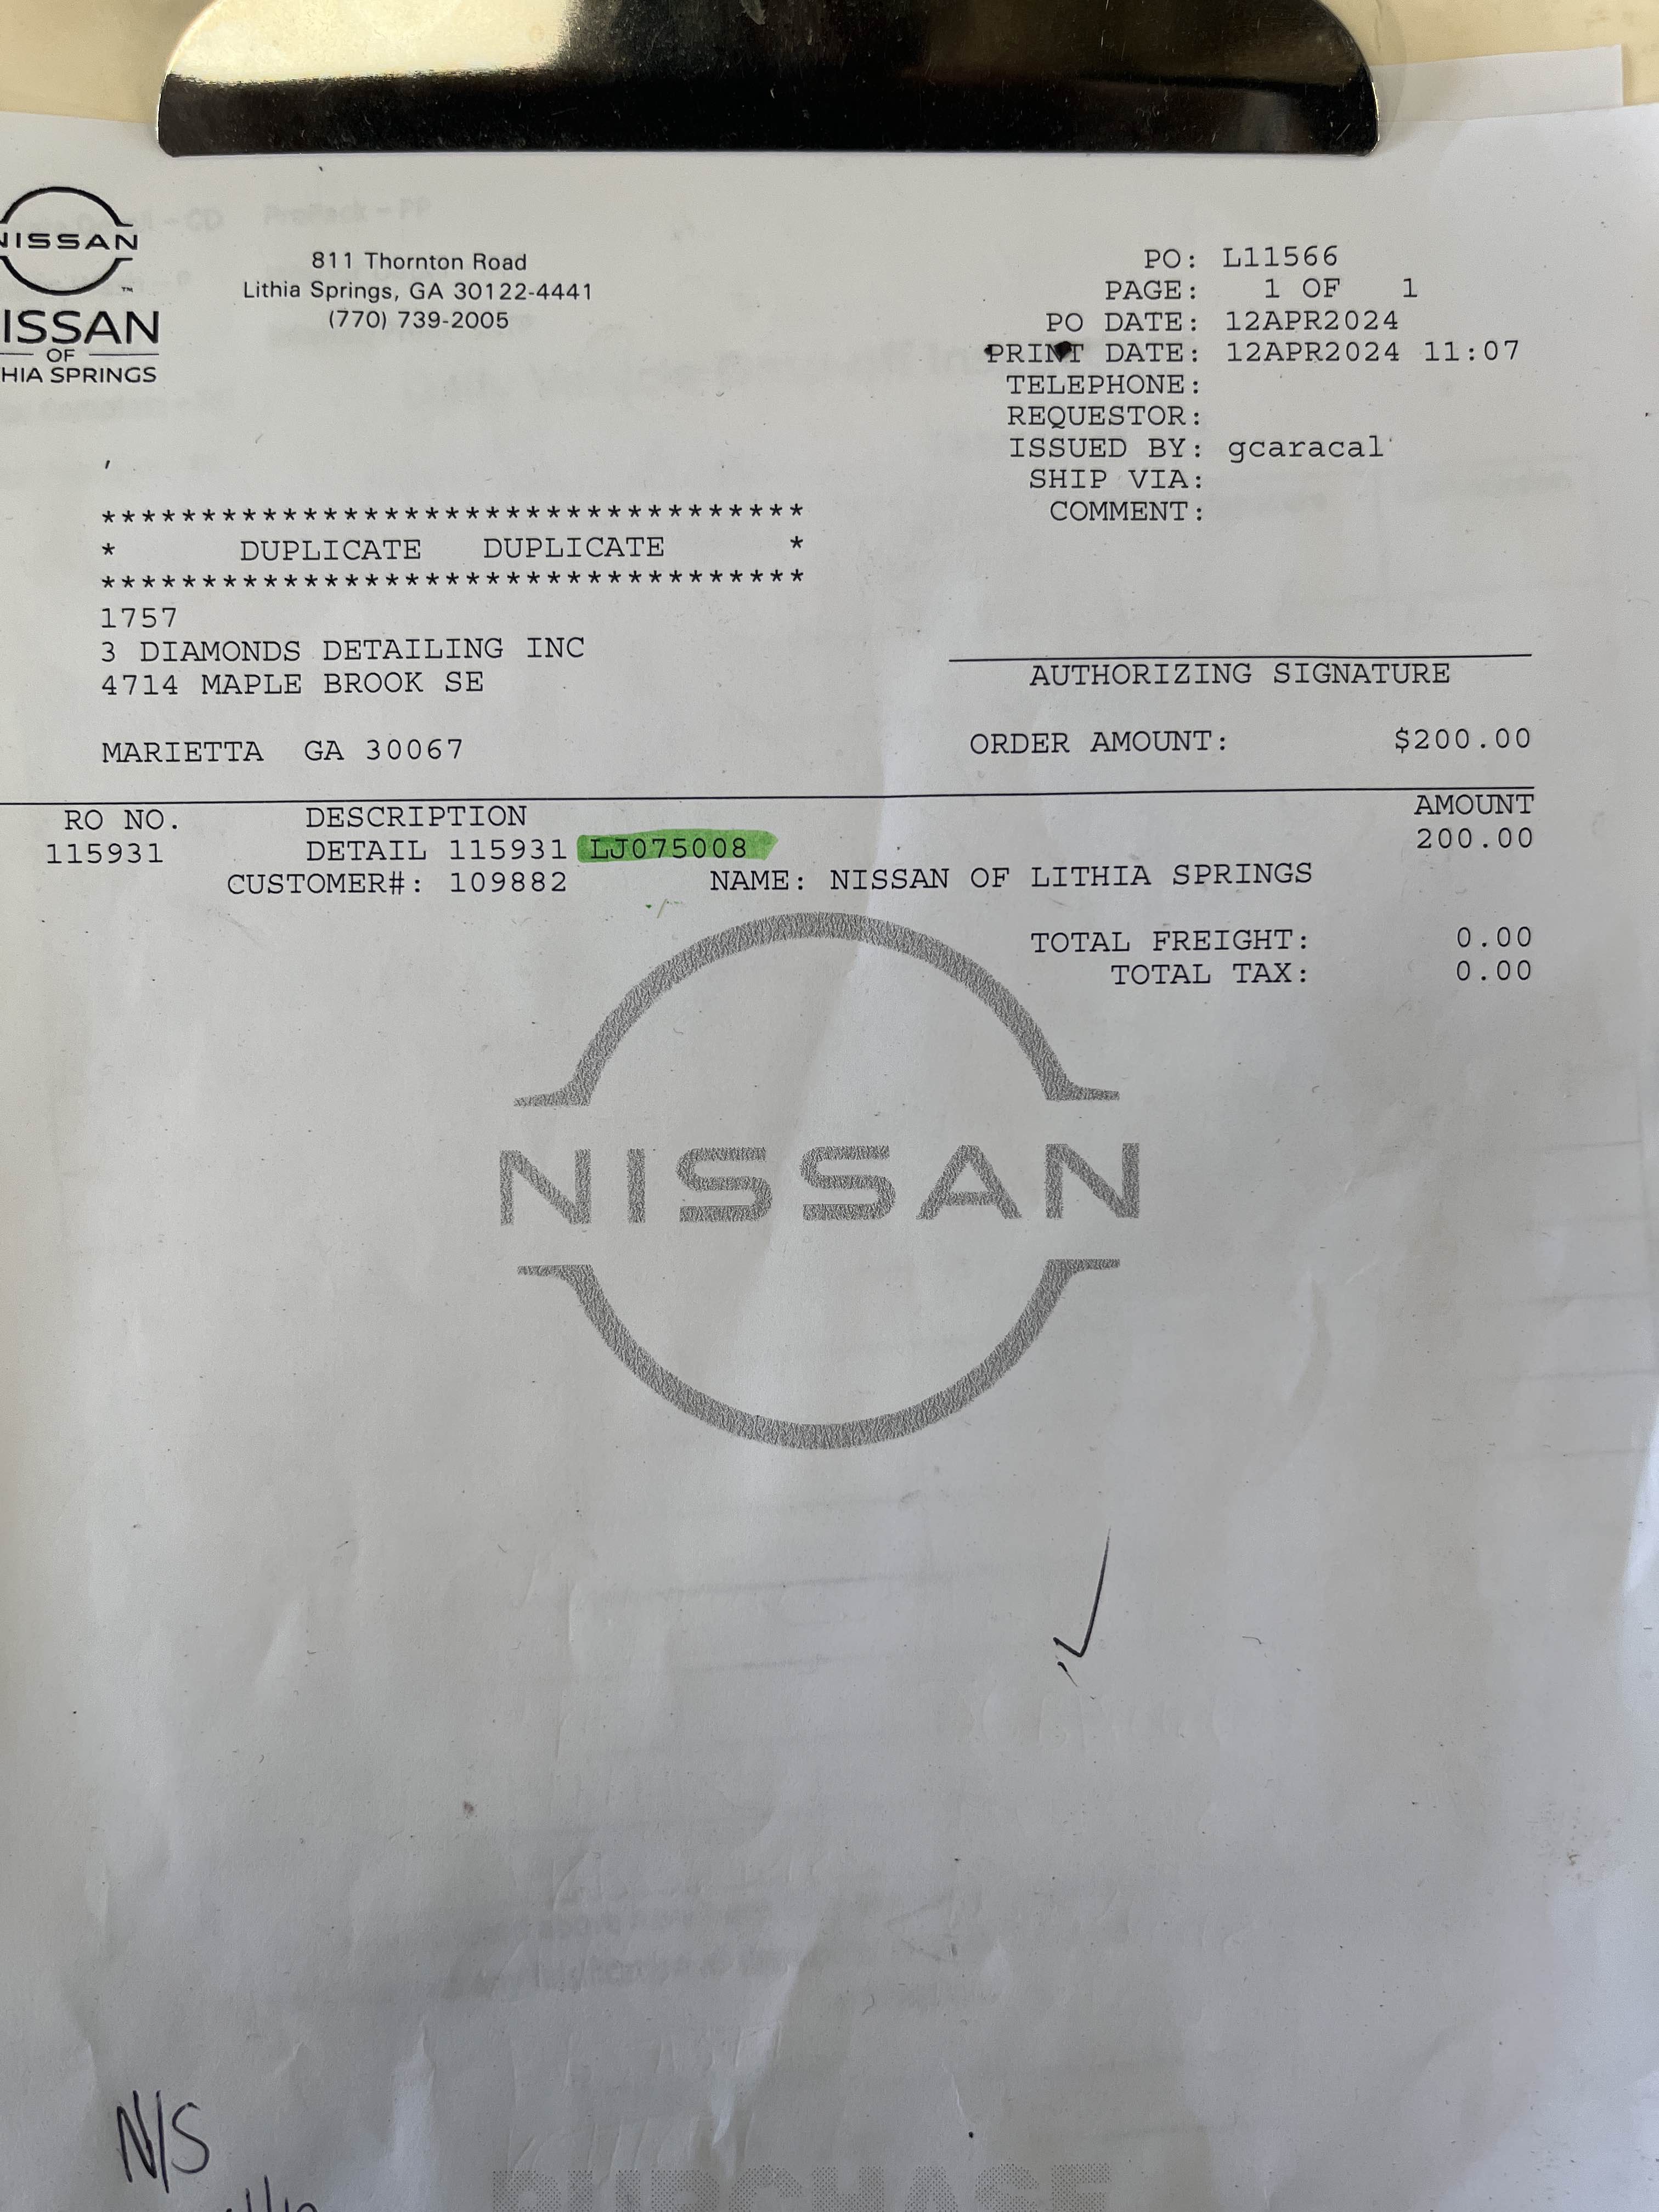 NISSAN
NISSAN
OF
HIA SPRINGS
811 Thornton Road
Lithia Springs, GA 30122-4441
(770) 739-2005
PO: L11566
PAGE: 1 OF 1
PO DATE: 12APR2024
PRINT DATE: 12APR2024 11:07
TELEPHONE:
REQUESTOR:
ISSUED BY: gcaracal
SHIP VIA:
COMMENT:
***********************************
* DUPLICATE DUPLICATE *
***********************************
1757
3 DIAMONDS DETAILING INC
4714 MAPLE BROOK SE
MARIETTA GA 30067
AUTHORIZING SIGNATURE
ORDER AMOUNT: $200.00
RO NO. DESCRIPTION AMOUNT
115931 DETAIL 115931 LJ075008 200.00
CUSTOMER#: 109882 NAME: NISSAN OF LITHIA SPRINGS
TOTAL FREIGHT: 0.00
TOTAL TAX: 0.00
NISSAN
N/S
PURCHASE